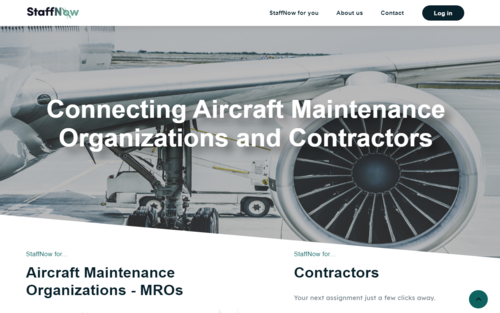 StaffNow
StaffNow for you
About us
Contact
Log in
Connecting Aircraft Maintenance
Organizations and Contractors
StaffNow for...
Aircraft Maintenance
Organizations - MROs
StaffNow for...
Contractors
Your next assignment just a few clicks away.